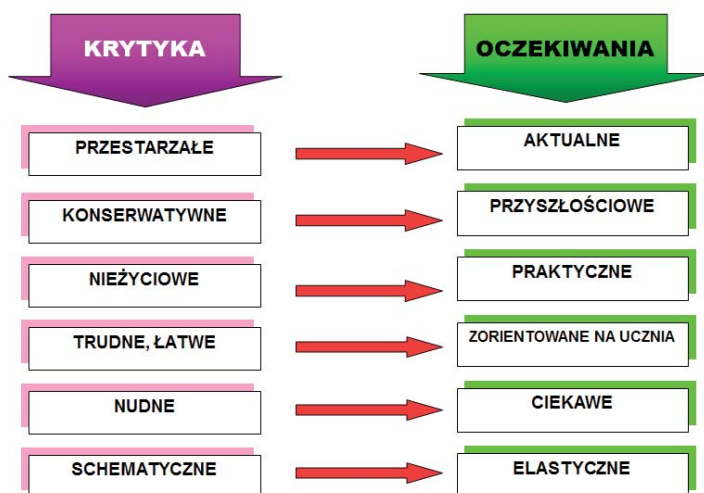 KRYTYKA
OCZEKIWANIA
PRZESTARZAŁE
AKTUALNE
KONSERWATYWNE
PRZYSZŁOŚCIOWE
NIEŻYCIOWE
PRAKTYCZNE
TRUDNE, ŁATWE
ZORIENTOWANE NA UCZNIA
NUDNE
CIEKAWE
SCHEMATYCZNE
ELASTYCZNE